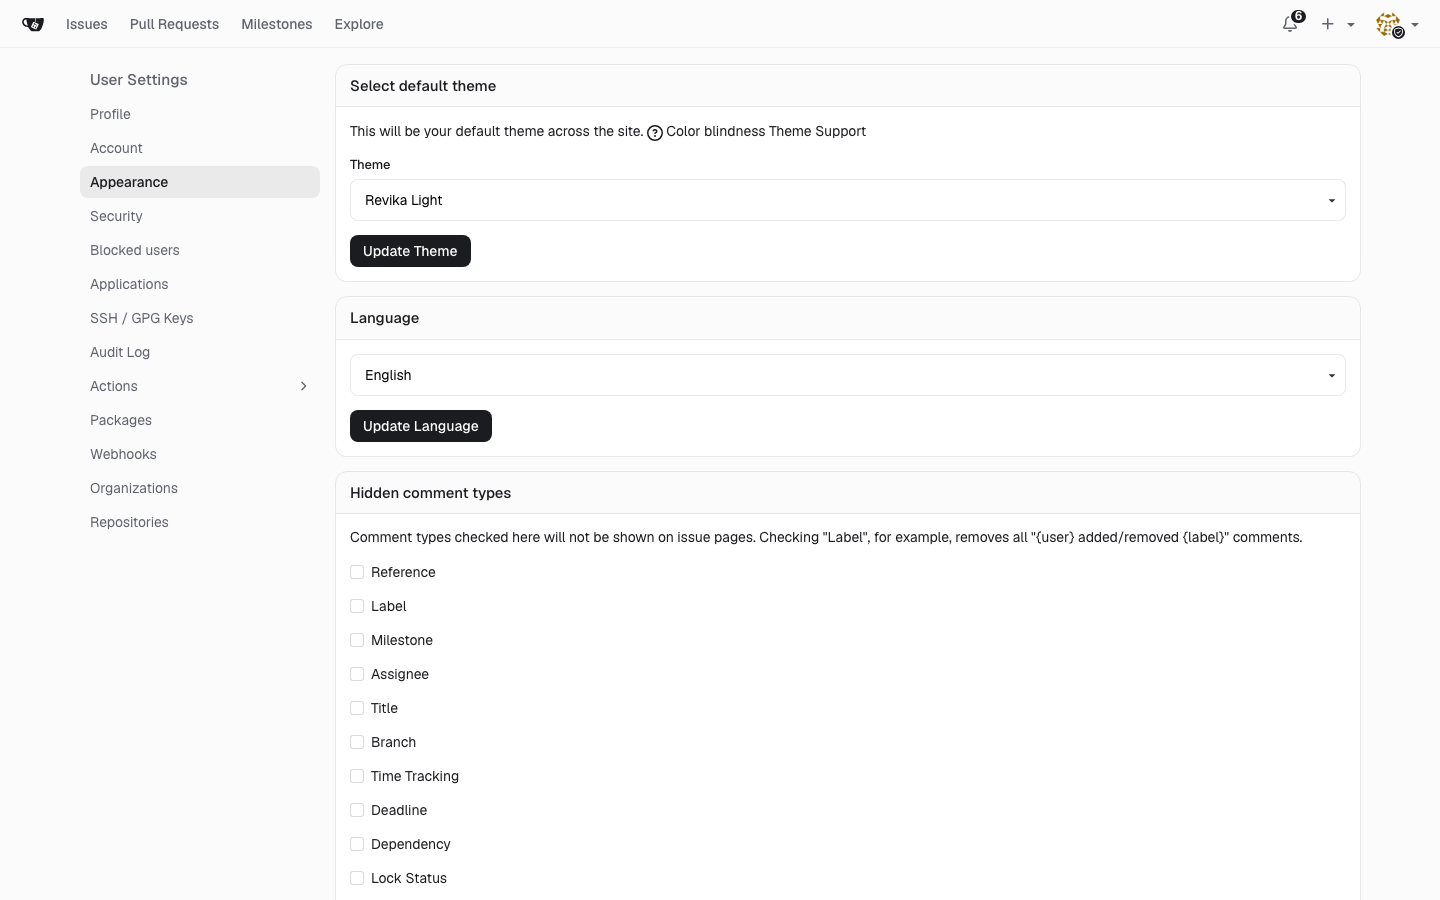 Issues
Pull Requests
Milestones
Explore
6
User Settings
Profile
Account
Appearance
Security
Blocked users
Applications
SSH / GPG Keys
Audit Log
Actions
Packages
Webhooks
Organizations
Repositories
Select default theme
This will be your default theme across the site. Color blindness Theme Support
Theme
Revika Light
Update Theme
Language
English
Update Language
Hidden comment types
Comment types checked here will not be shown on issue pages. Checking "Label", for example, removes all "{user} added/removed {label}" comments.
Reference
Label
Milestone
Assignee
Title
Branch
Time Tracking
Deadline
Dependency
Lock Status